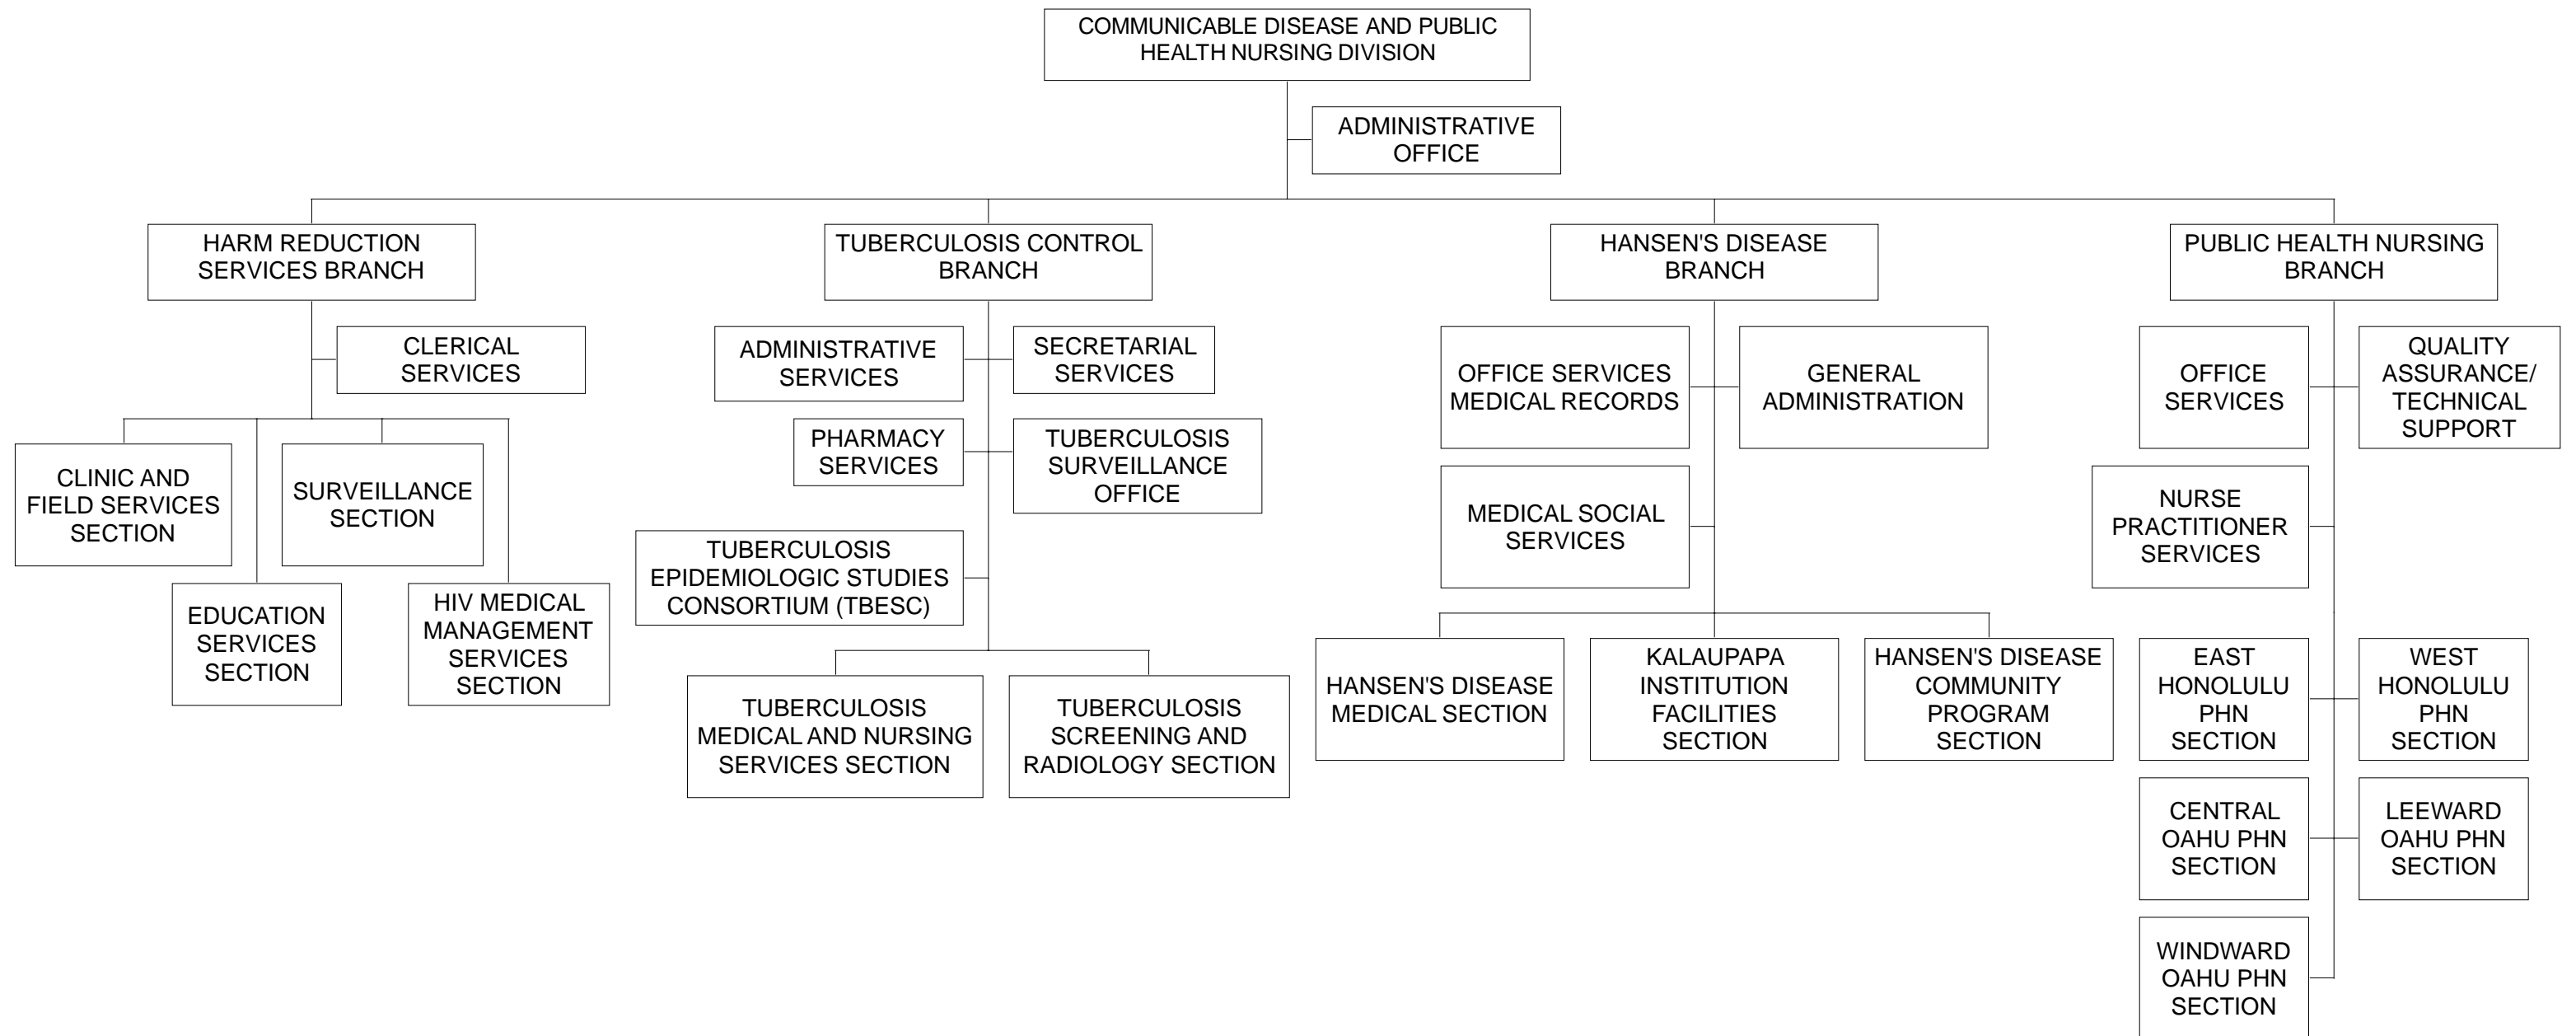 COMMUNICABLE DISEASE AND PUBLIC
HEALTH NURSING DIVISION
ADMINISTRATIVE
OFFICE
HARM REDUCTION
SERVICES BRANCH
TUBERCULOSIS CONTROL
BRANCH
HANSEN'S DISEASE
BRANCH
PUBLIC HEALTH NURSING
BRANCH
CLERICAL
SERVICES
ADMINISTRATIVE
SERVICES
SECRETARIAL
SERVICES
OFFICE SERVICES
MEDICAL RECORDS
GENERAL
ADMINISTRATION
OFFICE
SERVICES
QUALITY
ASSURANCE/
TECHNICAL
SUPPORT
CLINIC AND
FIELD SERVICES
SECTION
SURVEILLANCE
SECTION
PHARMACY
SERVICES
TUBERCULOSIS
SURVEILLANCE
OFFICE
MEDICAL SOCIAL
SERVICES
NURSE
PRACTITIONER
SERVICES
EDUCATION
SERVICES
SECTION
HIV MEDICAL
MANAGEMENT
SERVICES
SECTION
TUBERCULOSIS
EPIDEMIOLOGIC STUDIES
CONSORTIUM (TBESC)
TUBERCULOSIS
MEDICAL AND NURSING
SERVICES SECTION
TUBERCULOSIS
SCREENING AND
RADIOLOGY SECTION
HANSEN'S DISEASE
MEDICAL SECTION
KALAUPAPA
INSTITUTION
FACILITIES
SECTION
HANSEN'S DISEASE
COMMUNITY
PROGRAM
SECTION
EAST
HONOLULU
PHN
SECTION
WEST
HONOLULU
PHN
SECTION
CENTRAL
OAHU PHN
SECTION
LEEWARD
OAHU PHN
SECTION
WINDWARD
OAHU PHN
SECTION